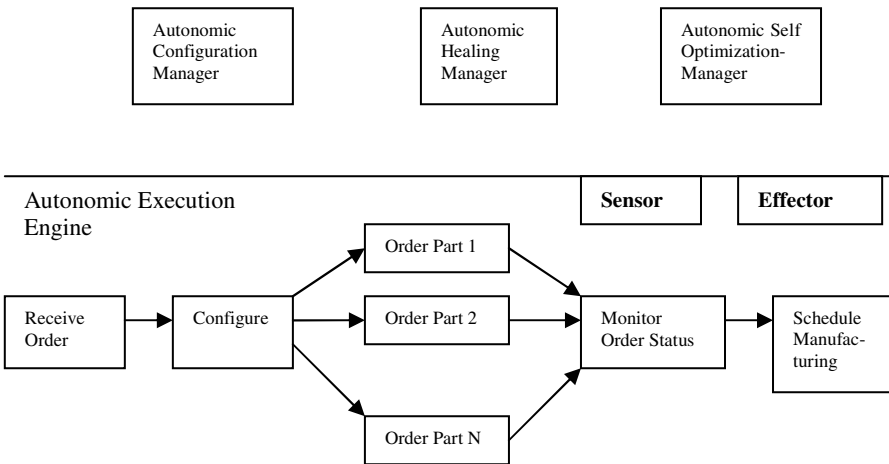 Autonomic
Configuration
Manager
Autonomic
Healing
Manager
Autonomic Self
Optimization-
Manager
Autonomic Execution
Engine
Sensor
Effector
Order Part 1
Receive
Order
Configure
Order Part 2
Monitor
Order Status
Schedule
Manufac-
turing
Order Part N